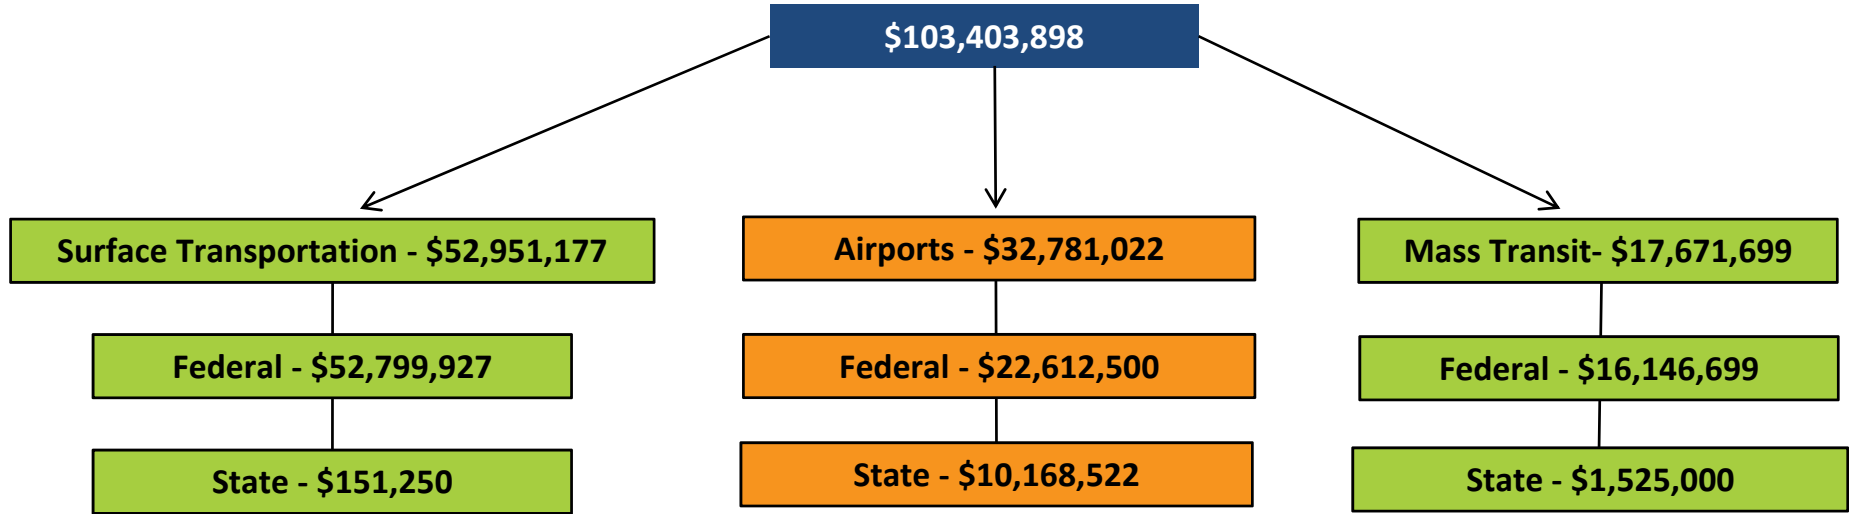 $103,403,898
Surface Transportation - $52,951,177
Airports - $32,781,022
Mass Transit- $17,671,699
Federal - $52,799,927
Federal - $22,612,500
Federal - $16,146,699
State - $151,250
State - $10,168,522
State - $1,525,000